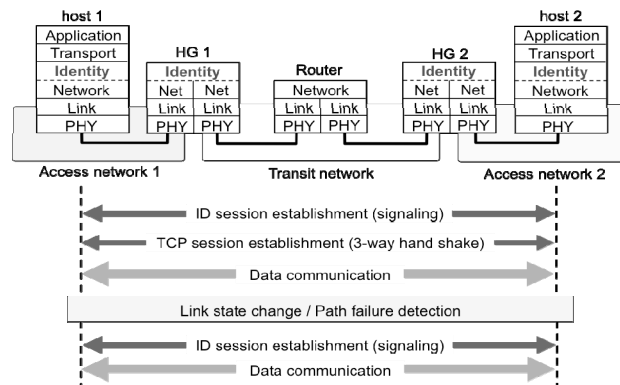 host 1
host 2
Application
Application
Transport
HG 1
Router
HG 2
Transport
Identity
Identity
Identity
Identity
Network
Net
Net
Network
Net
Net
Network
Link
Link
Link
Link
Link
Link
Link
Link
PHY
PHY
PHY
PHY
PHY
PHY
PHY
PHY
Access network 1
Transit network
Access network 2
ID session establishment (signaling)
TCP session establishment (3-way hand shake)
Data communication
Link state change / Path failure detection
ID session establishment (signaling)
Data communication